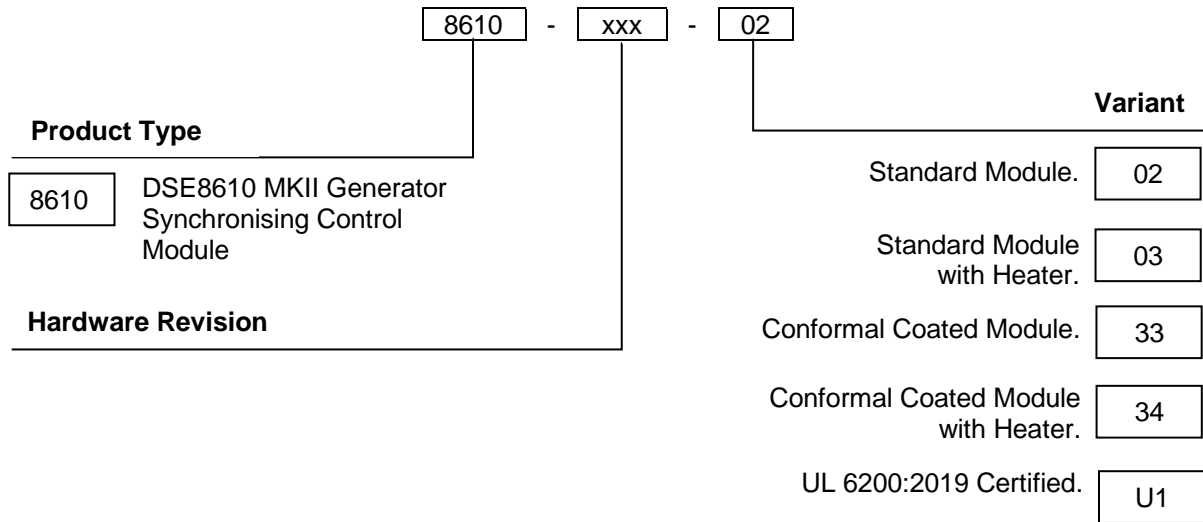 8610 - xxx - 02
Variant
Product Type
8610
DSE8610 MKII Generator
Synchronising Control
Module
Hardware Revision
Standard Module.
02
Standard Module
with Heater.
03
Conformal Coated Module.
33
Conformal Coated Module
with Heater.
34
UL 6200:2019 Certified.
U1